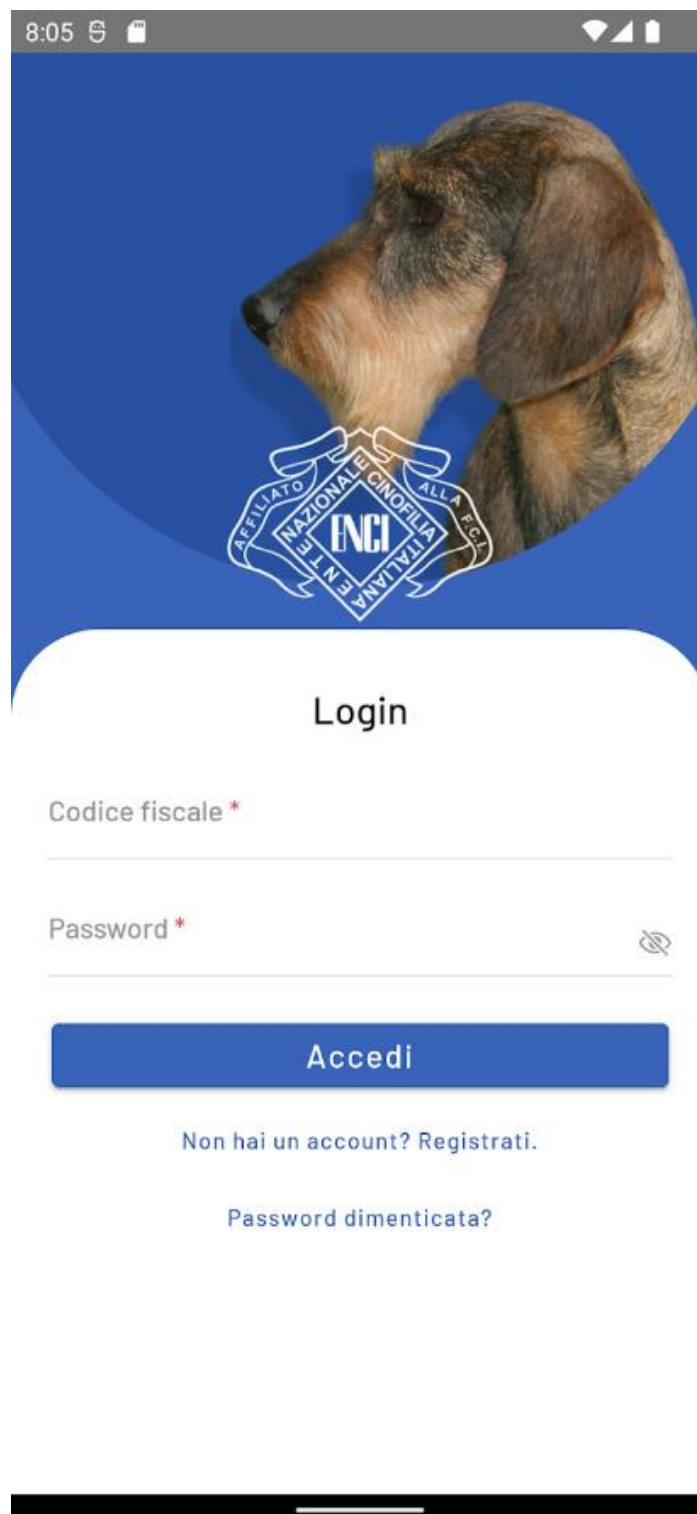 8:05
AFFILIATO ALLA F.C.I.
ENTE NAZIONALE CINOFILIA ITALIANA
ENCI
Login
Codice fiscale *
Password *
Accedi
Non hai un account? Registrati.
Password dimenticata?